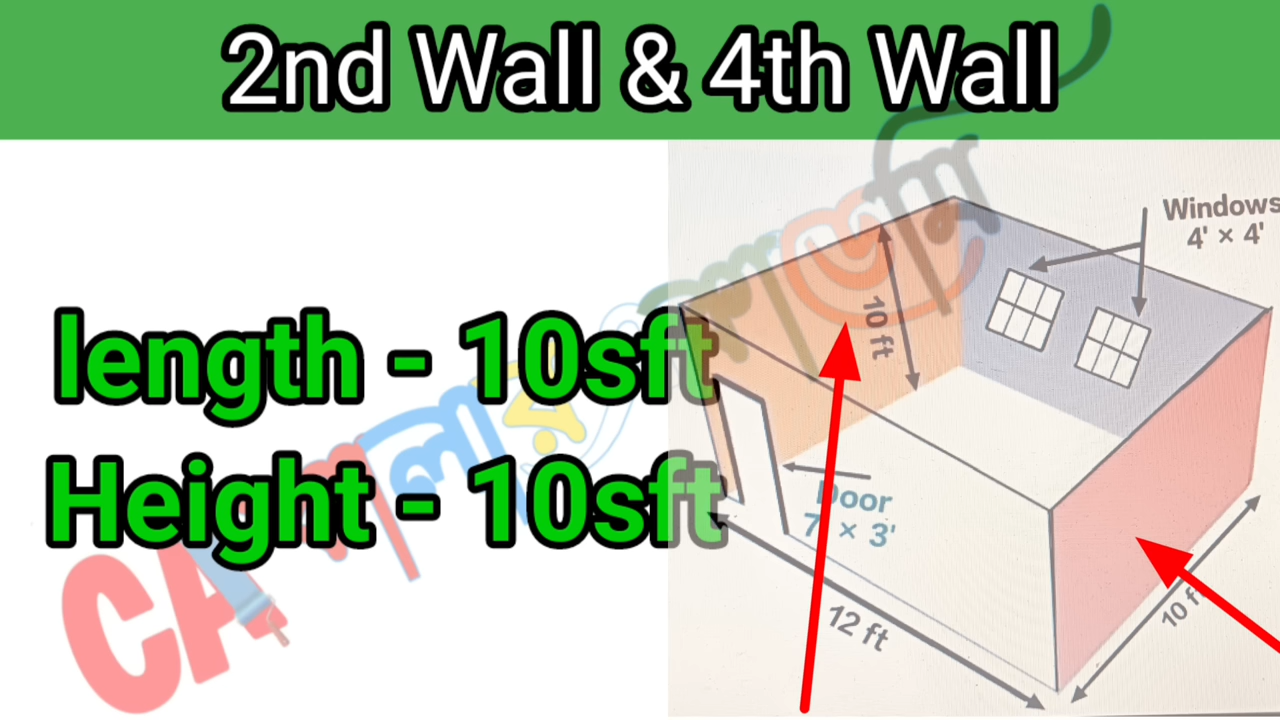 2nd Wall & 4th Wall
Windows
4' × 4'
10 ft
length - 10sft
Height - 10sft
Door
7' × 3'
12 ft
10 ft